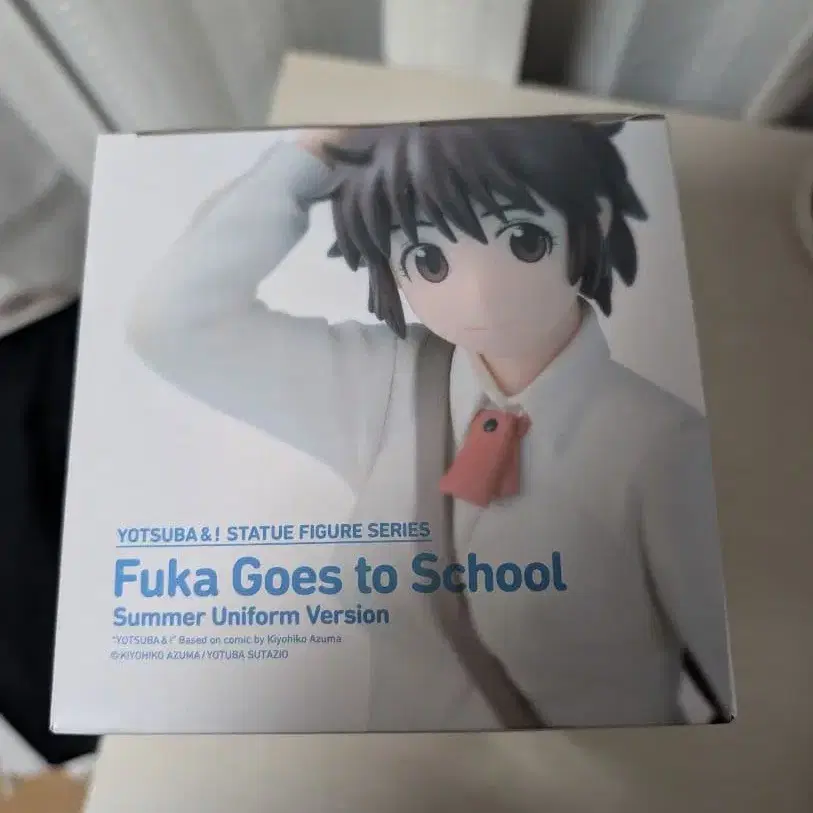 YOTSUBA&! STATUE FIGURE SERIES
Fuka Goes to School
Summer Uniform Version
"YOTSUBA&!" Based on comic by Kiyohiko Azuma
©KIYOHIKO AZUMA/YOTUBA SUTAZIO